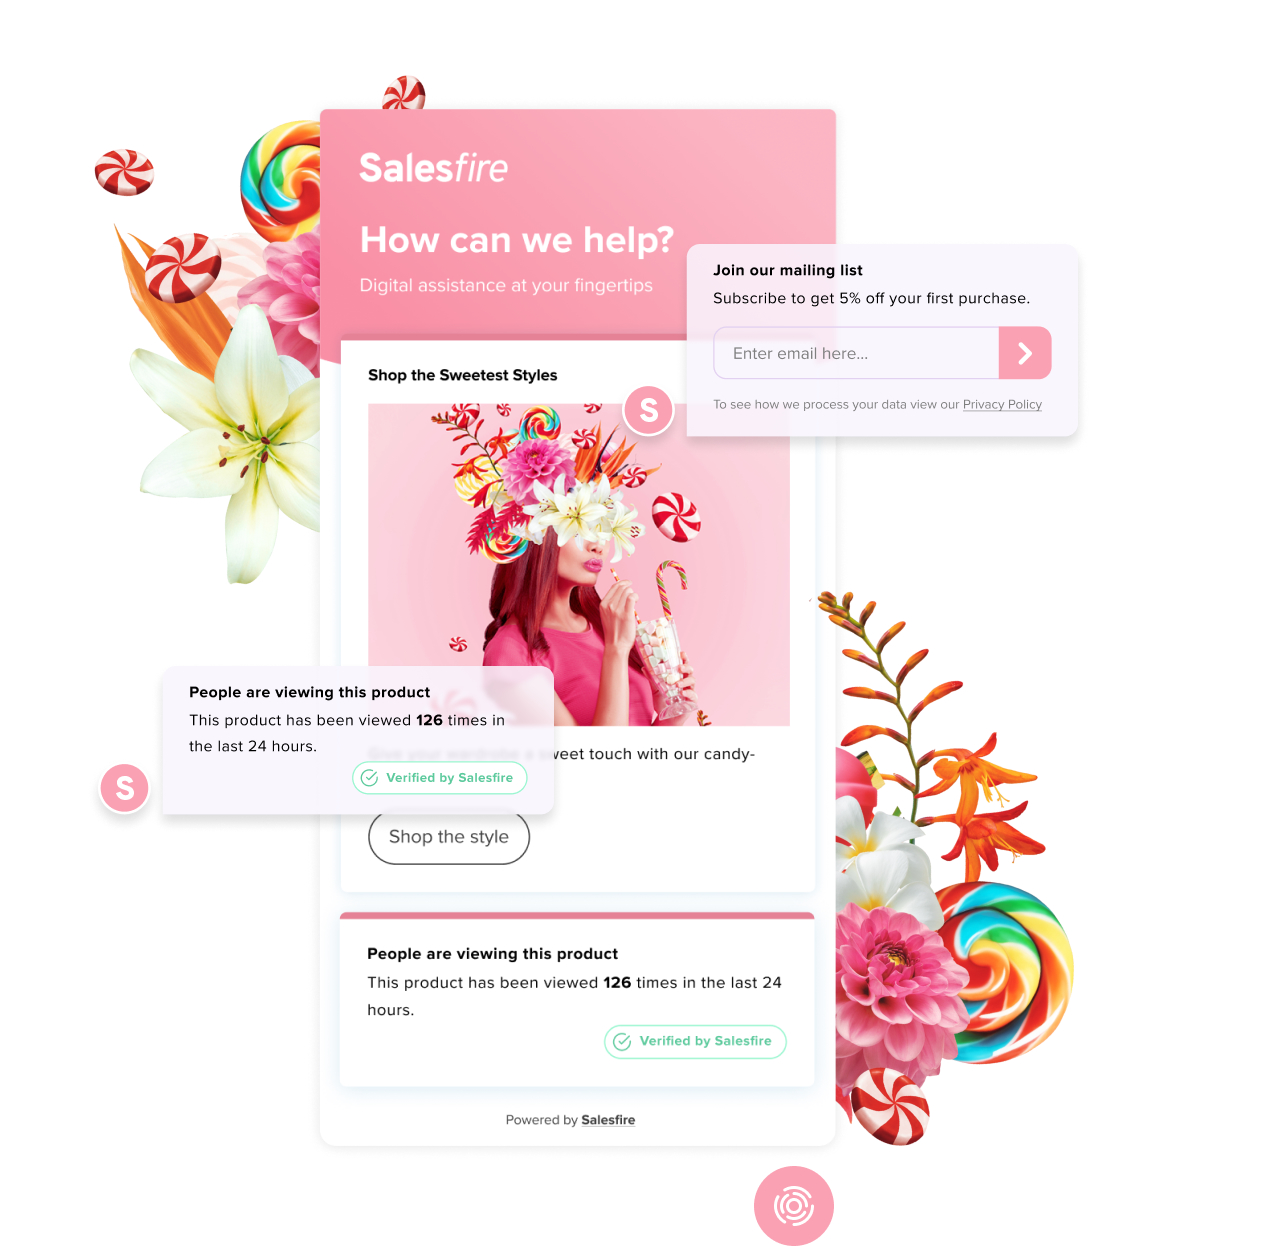 Salesfire
How can we help?
Digital assistance at your fingertips
Join our mailing list
Subscribe to get 5% off your first purchase.
Enter email here...
To see how we process your data view our Privacy Policy
Shop the Sweetest Styles
S
People are viewing this product
This product has been viewed 126 times in
the last 24 hours.
Verified by Salesfire
S
Give your wardrobe a sweet touch with our candy-
Shop the style
People are viewing this product
This product has been viewed 126 times in the last 24
hours.
Verified by Salesfire
Powered by Salesfire